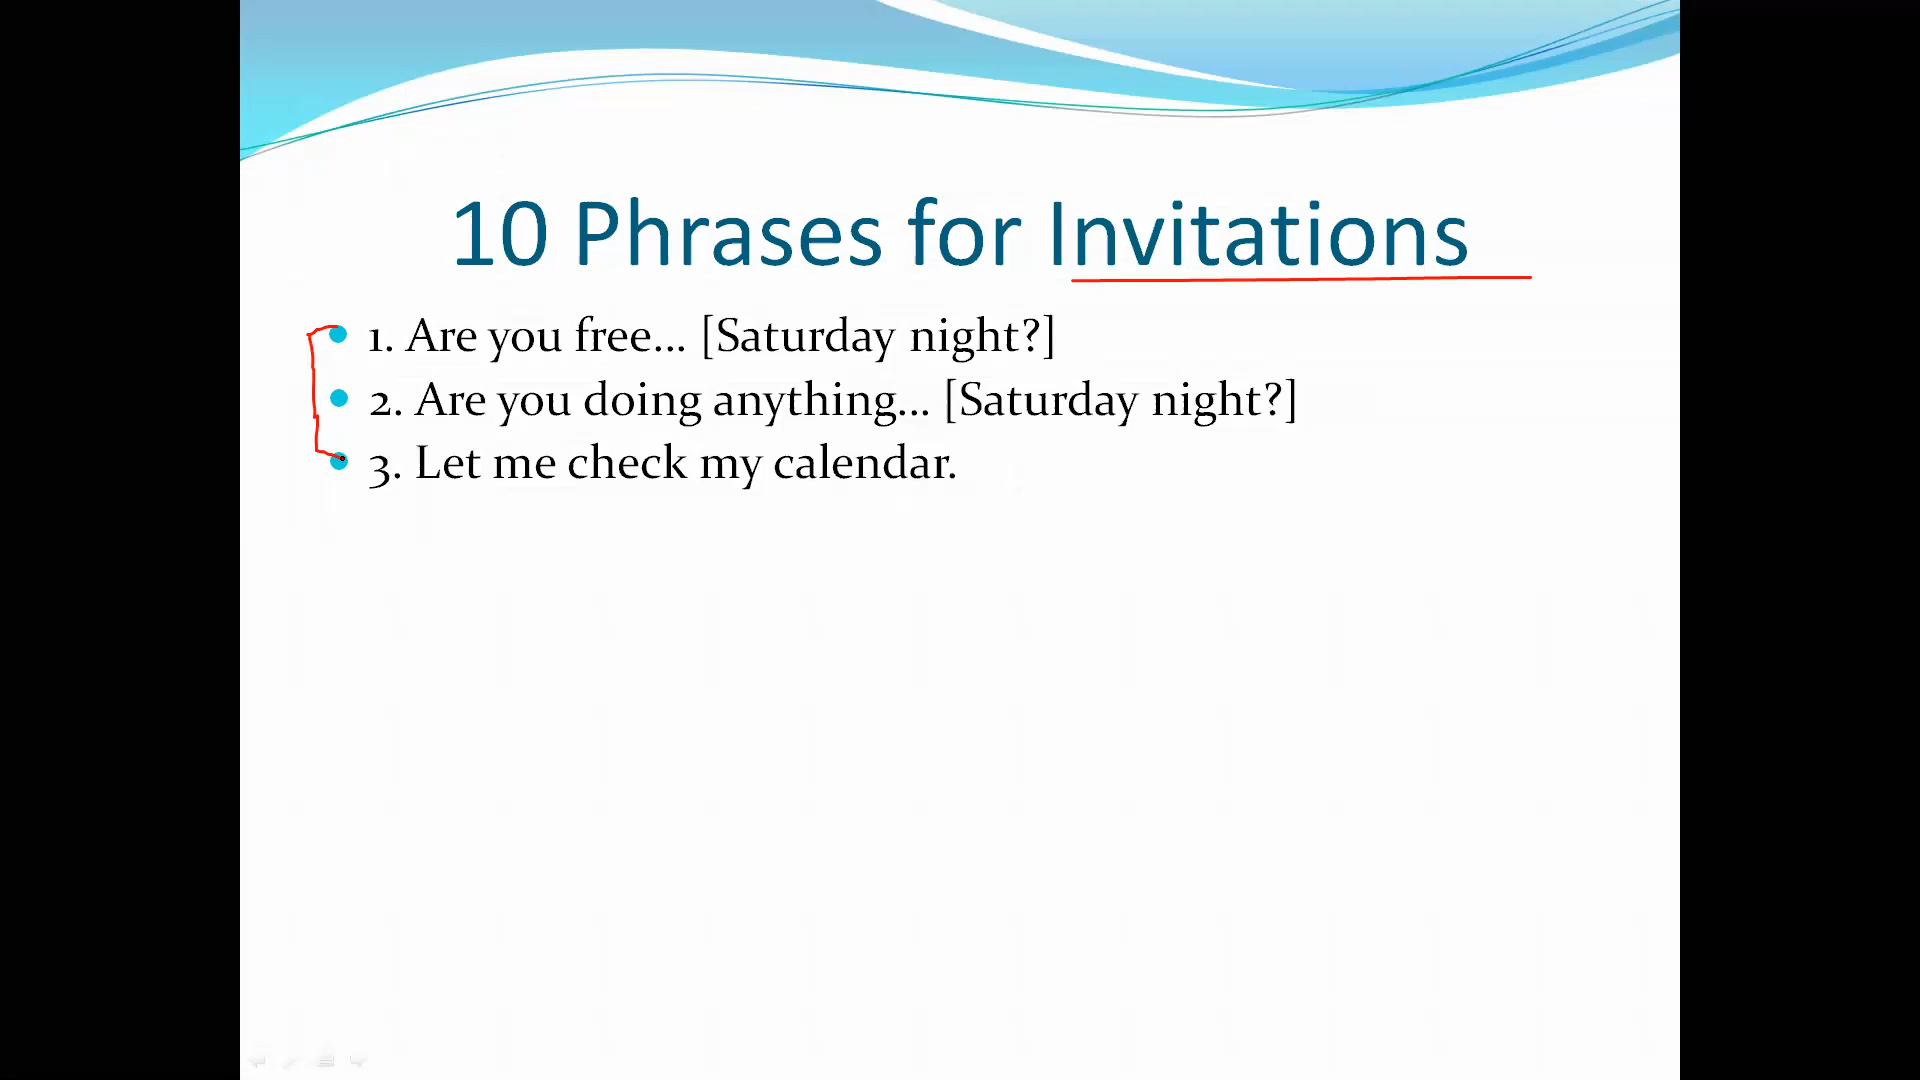 10 Phrases for Invitations
1. Are you free... [Saturday night?]
2. Are you doing anything... [Saturday night?]
3. Let me check my calendar.